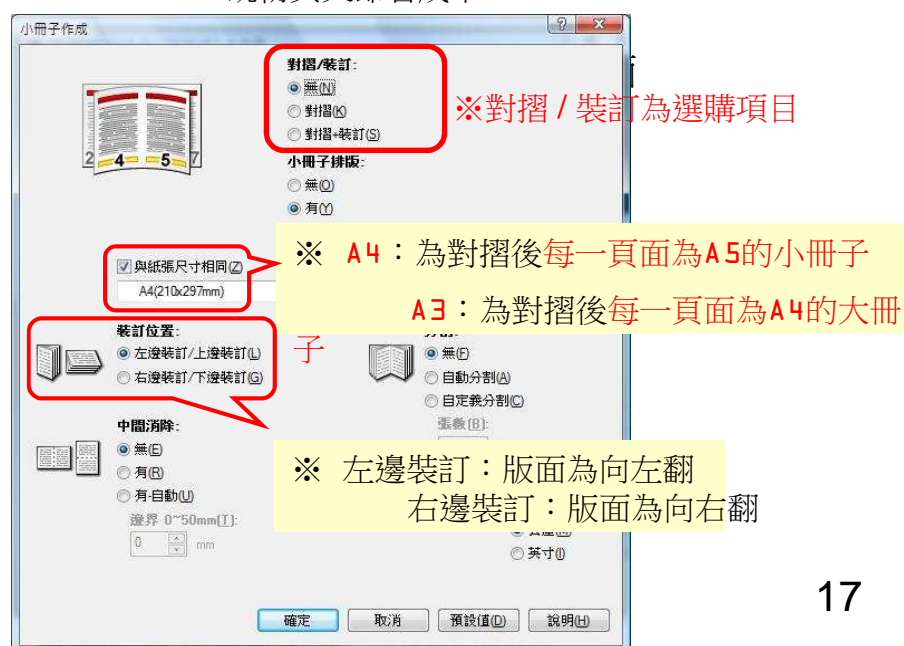 小冊子作成
對摺/裝訂:
無(N)
對摺(K)
對摺+裝訂(S)
※對摺 / 裝訂為選購項目
2 4 5 7
小冊子排版:
無(O)
有(Y)
※ A4：為對摺後每一頁面為A5的小冊子
A3：為對摺後每一頁面為A4的大冊
子
與紙張尺寸相同(Z)
A4(210x297mm)
裝訂位置:
左邊裝訂/上邊裝訂(L)
右邊裝訂/下邊裝訂(G)
無(F)
自動分割(A)
自定義分割(C)
張數(B):
中間消除:
無(E)
有(R)
有-自動(U)
邊界 0~50mm(T):
0 mm
※ 左邊裝訂：版面為向左翻
右邊裝訂：版面為向右翻
英寸(I)
確定 取消 預設值(D) 說明(H)
17